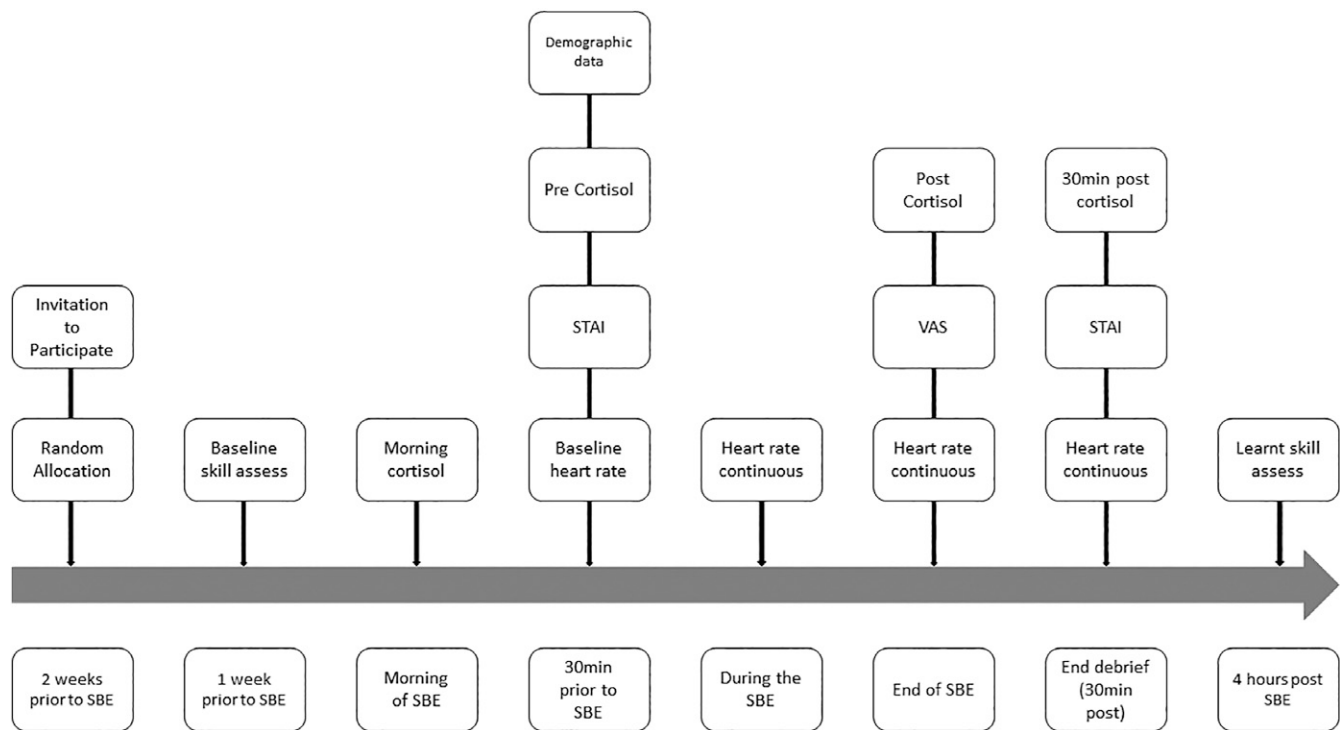 Demographic
data
Pre Cortisol
Post
Cortisol
30min post
cortisol
Invitation
to
Participate
STAI
VAS
STAI
Random
Allocation
Baseline
skill assess
Morning
cortisol
Baseline
heart rate
Heart rate
continuous
Heart rate
continuous
Heart rate
continuous
Learnt skill
assess
2 weeks
prior to SBE
1 week
prior to SBE
Morning
of SBE
30min
prior to
SBE
During the
SBE
End of SBE
End debrief
(30min
post)
4 hours post
SBE